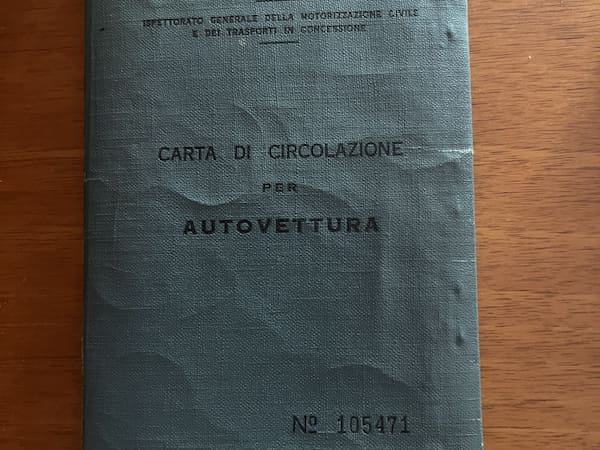 ISPETTORATO GENERALE DELLA MOTORIZZAZIONE CIVILE
E DEI TRASPORTI IN CONCESSIONE
CARTA DI CIRCOLAZIONE
PER
AUTOVETTURA
Nº 105471